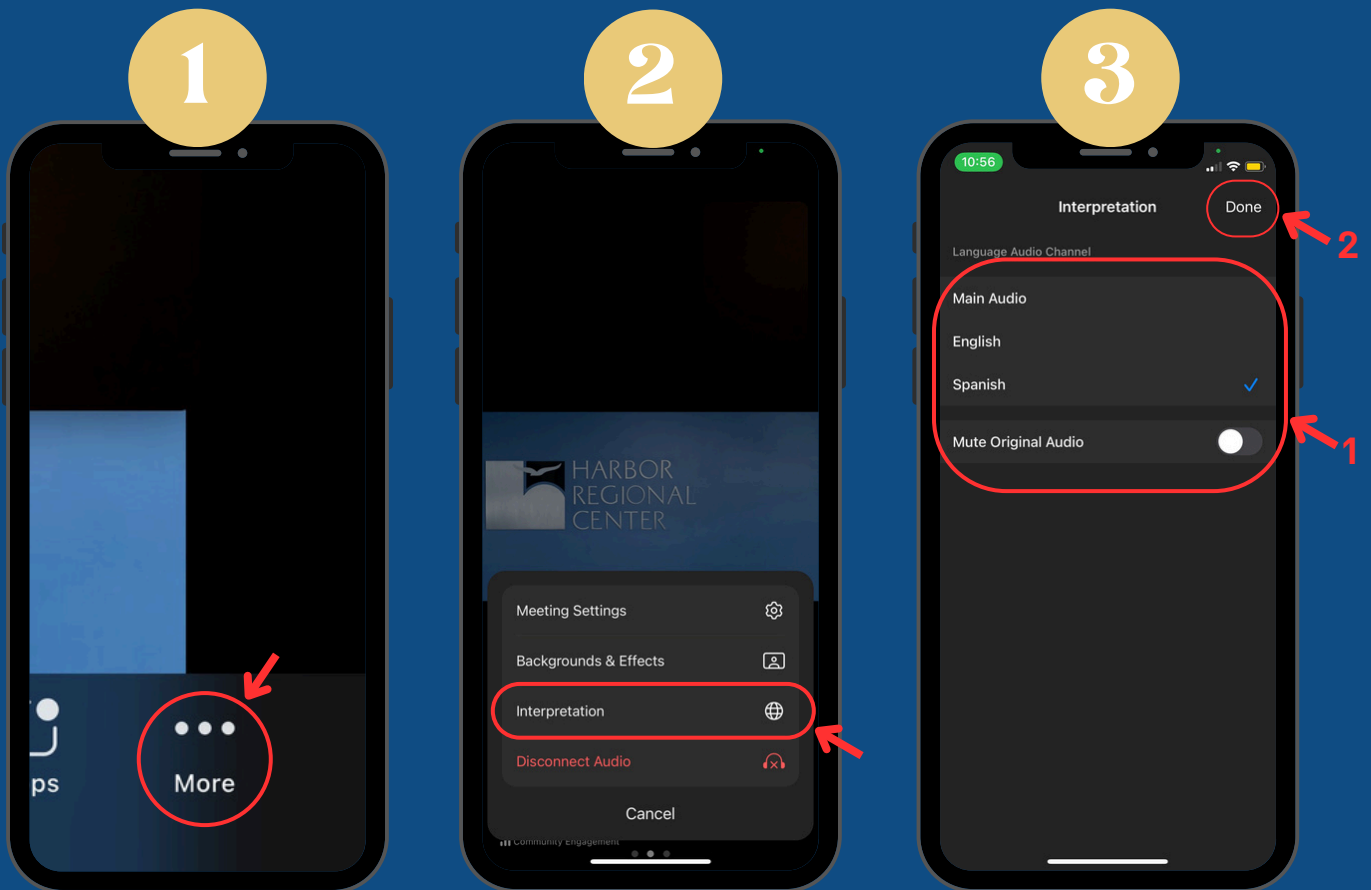 1
ps
More
2
HARBOR
REGIONAL
CENTER
Meeting Settings
Backgrounds & Effects
Interpretation
Disconnect Audio
Cancel
Community Engagement
3
10:56
Interpretation
Done
2
Language Audio Channel
Main Audio
English
Spanish
Mute Original Audio
1